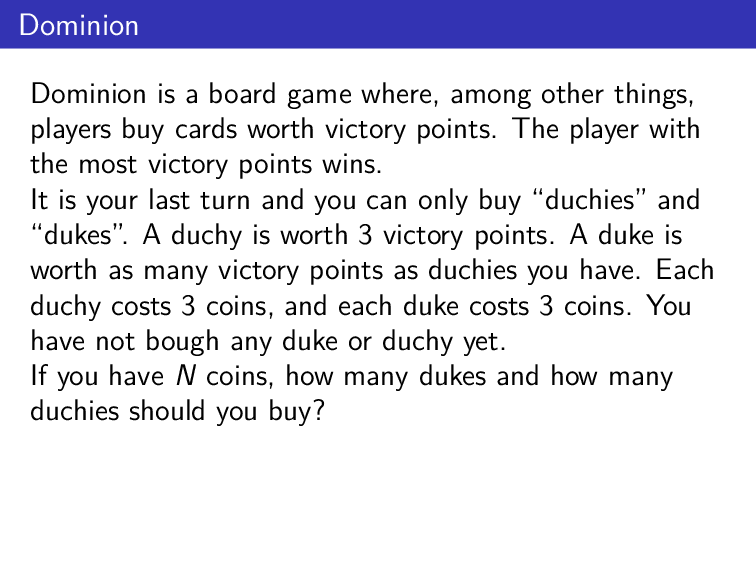 Dominion
Dominion is a board game where, among other things,
players buy cards worth victory points. The player with
the most victory points wins.
It is your last turn and you can only buy “duchies” and
“dukes”. A duchy is worth 3 victory points. A duke is
worth as many victory points as duchies you have. Each
duchy costs 3 coins, and each duke costs 3 coins. You
have not bough any duke or duchy yet.
If you have N coins, how many dukes and how many
duchies should you buy?